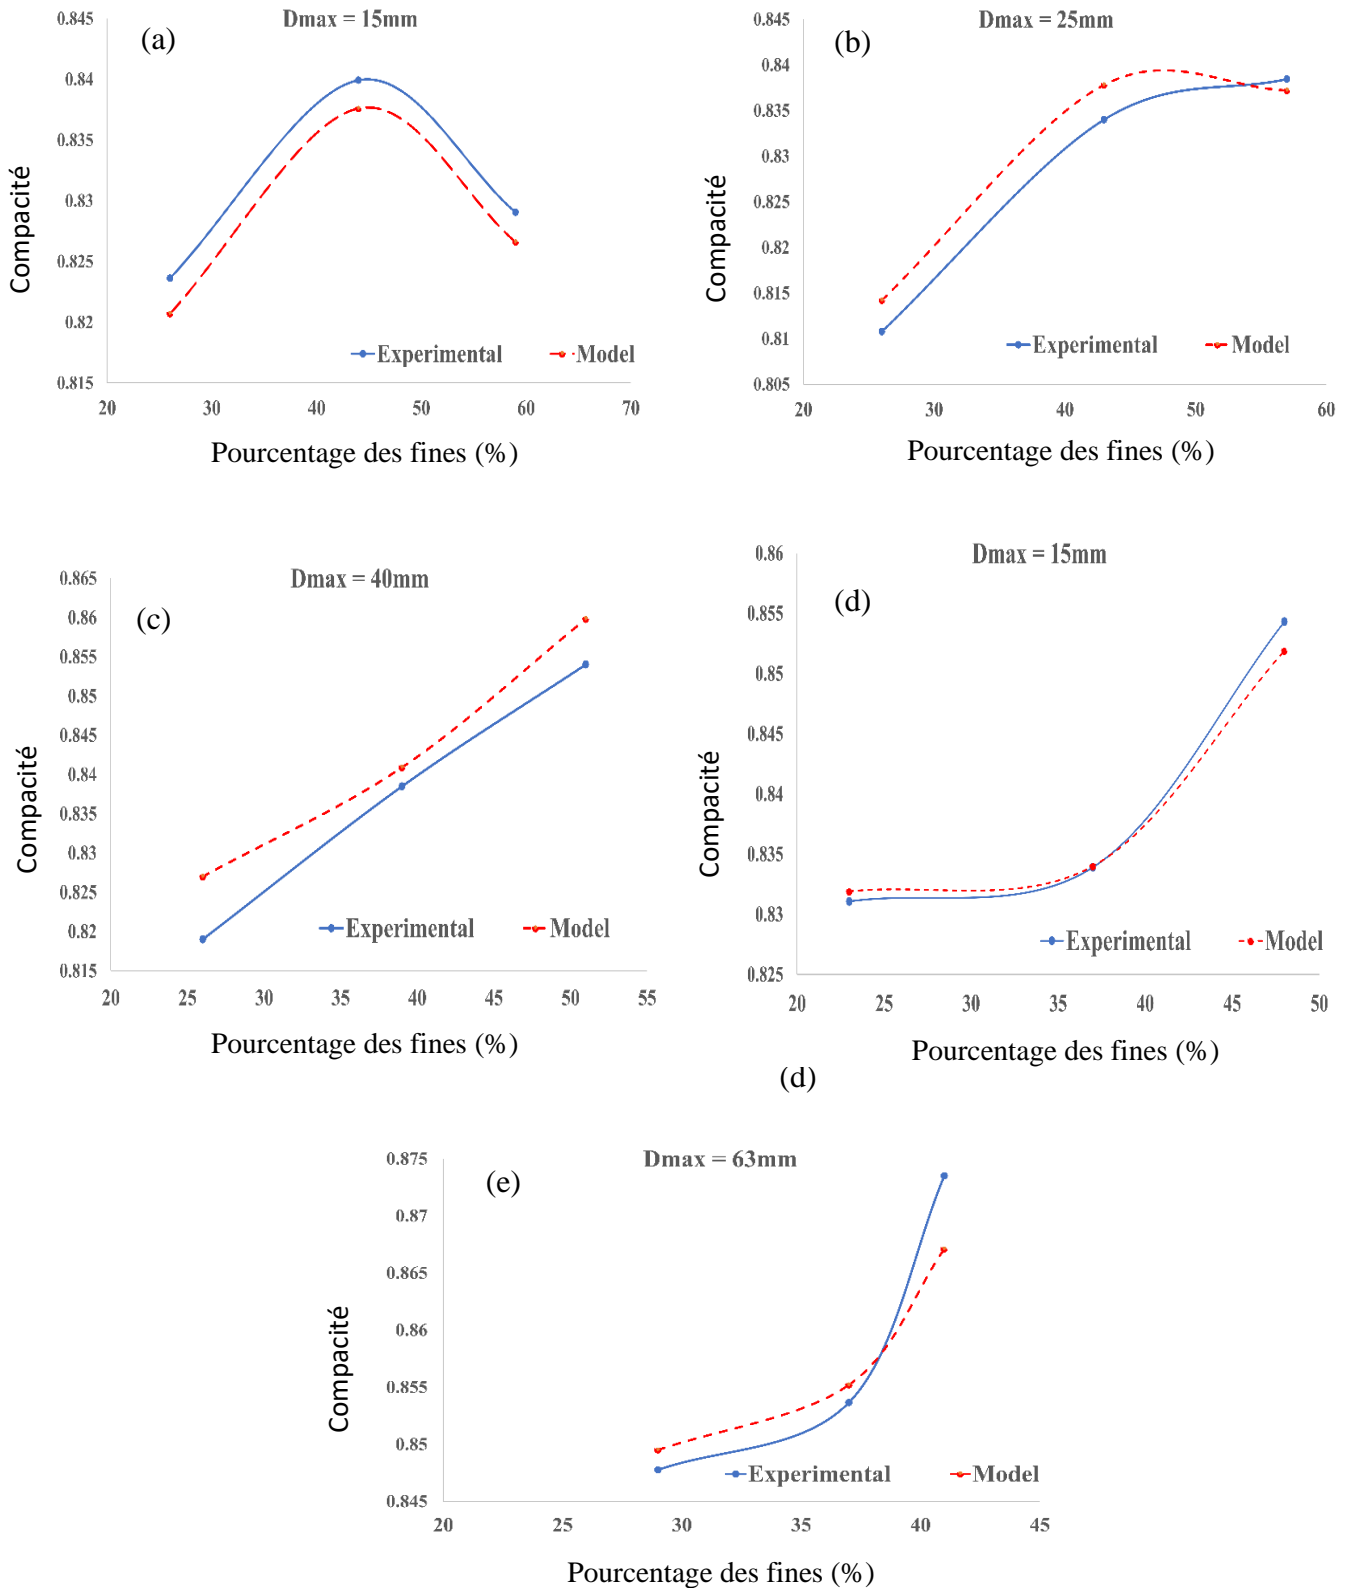 Dmax = 15mm
(a)
0.845
0.84
0.835
0.83
0.825
0.82
0.815
Compacité
Experimental
Model
20 30 40 50 60 70
Pourcentage des fines (%)
Dmax = 25mm
(b)
0.845
0.84
0.835
0.83
0.825
0.82
0.815
0.81
0.805
Compacité
Experimental
Model
20 30 40 50 60
Pourcentage des fines (%)
Dmax = 40mm
(c)
0.865
0.86
0.855
0.85
0.845
0.84
0.835
0.83
0.825
0.82
0.815
Compacité
Experimental
Model
20 25 30 35 40 45 50 55
Pourcentage des fines (%)
Dmax = 15mm
(d)
0.86
0.855
0.85
0.845
0.84
0.835
0.83
0.825
Compacité
Experimental
Model
20 25 30 35 40 45 50
Pourcentage des fines (%)
(d)
Dmax = 63mm
(e)
0.875
0.87
0.865
0.86
0.855
0.85
0.845
Compacité
Experimental
Model
20 25 30 35 40 45
Pourcentage des fines (%)